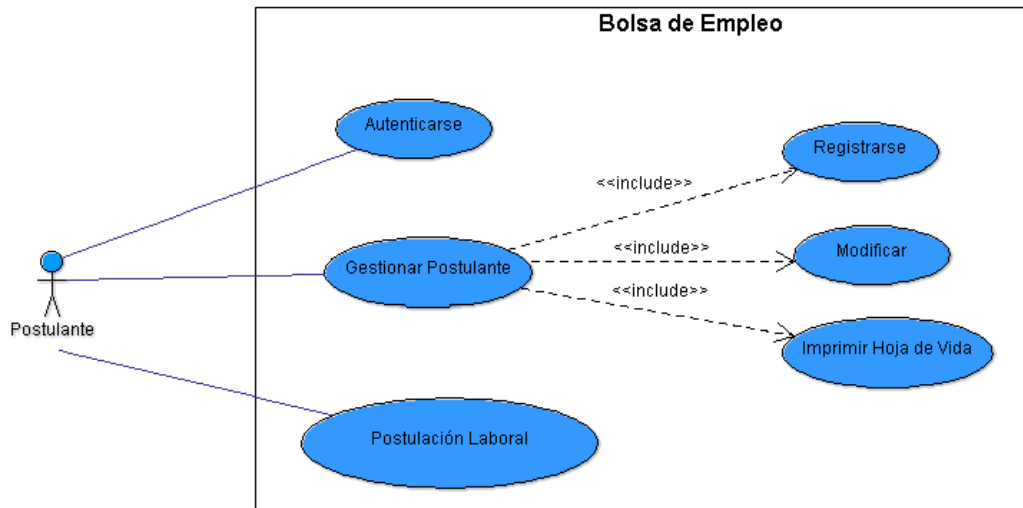 Bolsa de Empleo
Autenticarse
Registrarse
<<include>>
Modificar
<<include>>
Gestionar Postulante
<<include>>
Postulante
Imprimir Hoja de Vida
Postulación Laboral